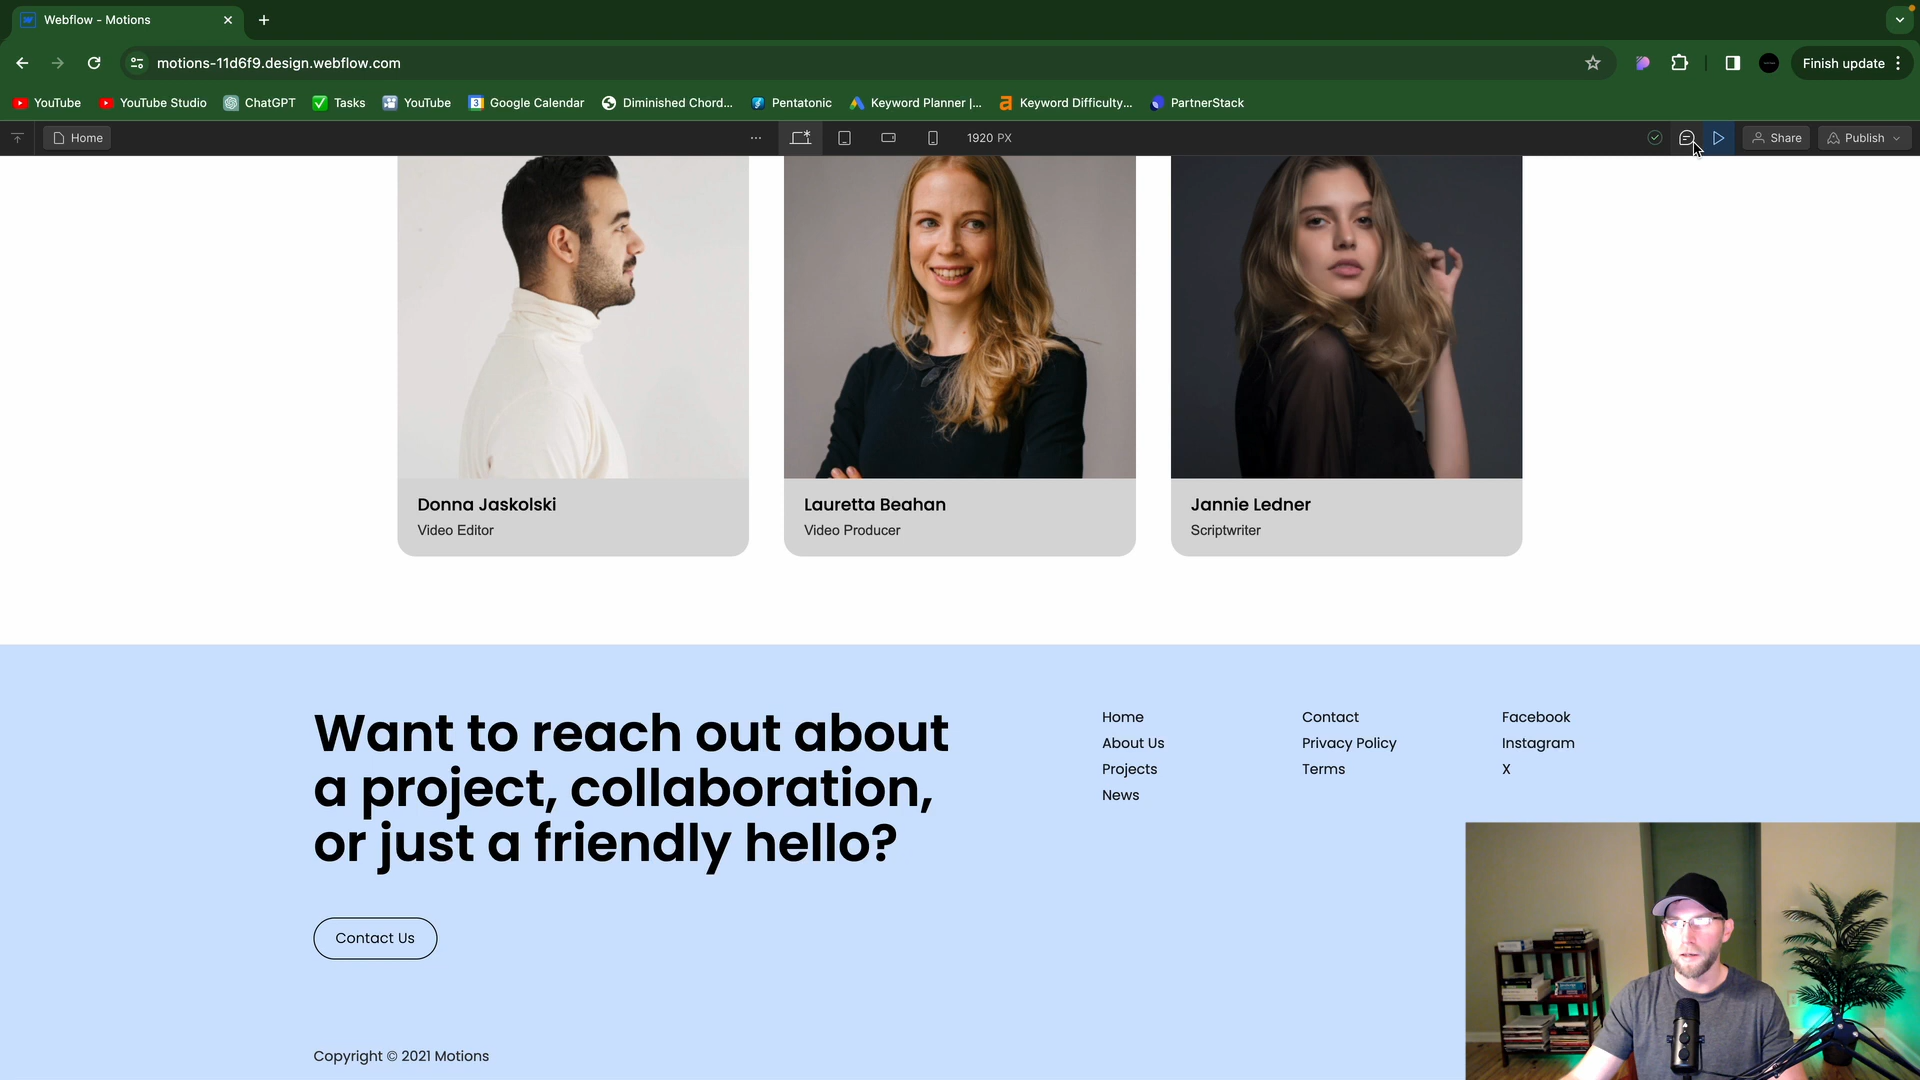 Webflow - Motions
motions-11d6f9.design.webflow.com
Finish update
YouTube
YouTube Studio
ChatGPT
Tasks
YouTube
Google Calendar
Diminished Chord...
Pentatonic
Keyword Planner |...
Keyword Difficulty...
PartnerStack
Home
1920 PX
Share
Publish
Donna Jaskolski
Video Editor
Lauretta Beahan
Video Producer
Jannie Ledner
Scriptwriter
Want to reach out about
a project, collaboration,
or just a friendly hello?
Contact Us
Copyright © 2021 Motions
Home
About Us
Projects
News
Contact
Privacy Policy
Terms
Facebook
Instagram
X